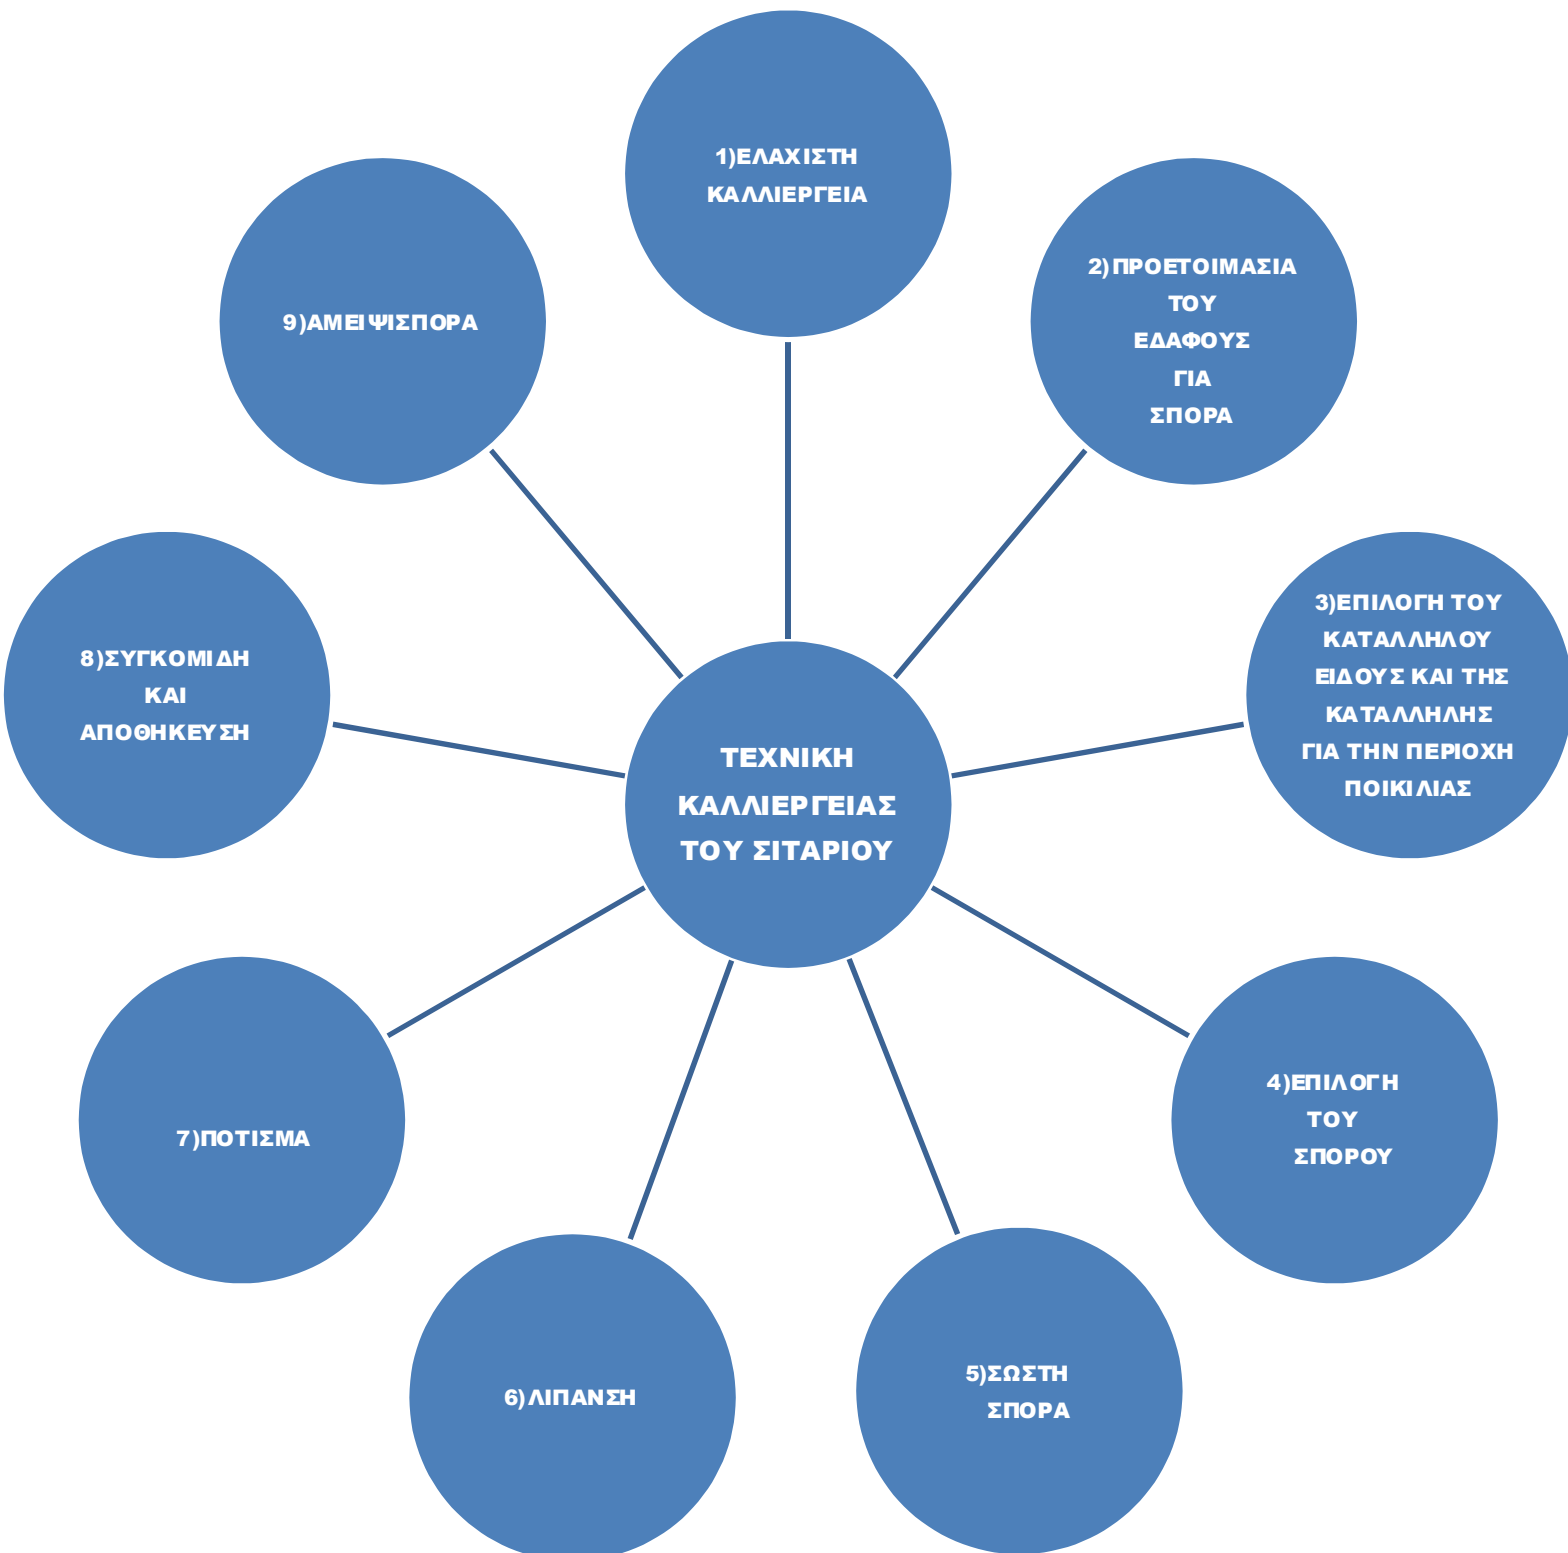 1)ΕΛΑΧΙΣΤΗ
ΚΑΛΛΙΕΡΓΕΙΑ
2)ΠΡΟΕΤΟΙΜΑΣΙΑ
ΤΟΥ
ΕΔΑΦΟΥΣ
ΓΙΑ
ΣΠΟΡΑ
3)ΕΠΙΛΟΓΗ ΤΟΥ
ΚΑΤΑΛΛΗΛΟΥ
ΕΙΔΟΥΣ ΚΑΙ ΤΗΣ
ΚΑΤΑΛΛΗΛΗΣ
ΓΙΑ ΤΗΝ ΠΕΡΙΟΧΗ
ΠΟΙΚΙΛΙΑΣ
4)ΕΠΙΛΟΓΗ
ΤΟΥ
ΣΠΟΡΟΥ
5)ΣΩΣΤΗ
ΣΠΟΡΑ
6)ΛΙΠΑΝΣΗ
7)ΠΟΤΙΣΜΑ
8)ΣΥΓΚΟΜΙΔΗ
ΚΑΙ
ΑΠΟΘΗΚΕΥΣΗ
9)ΑΜΕΙΨΙΣΠΟΡΑ
ΤΕΧΝΙΚΗ
ΚΑΛΛΙΕΡΓΕΙΑΣ
ΤΟΥ ΣΙΤΑΡΙΟΥ